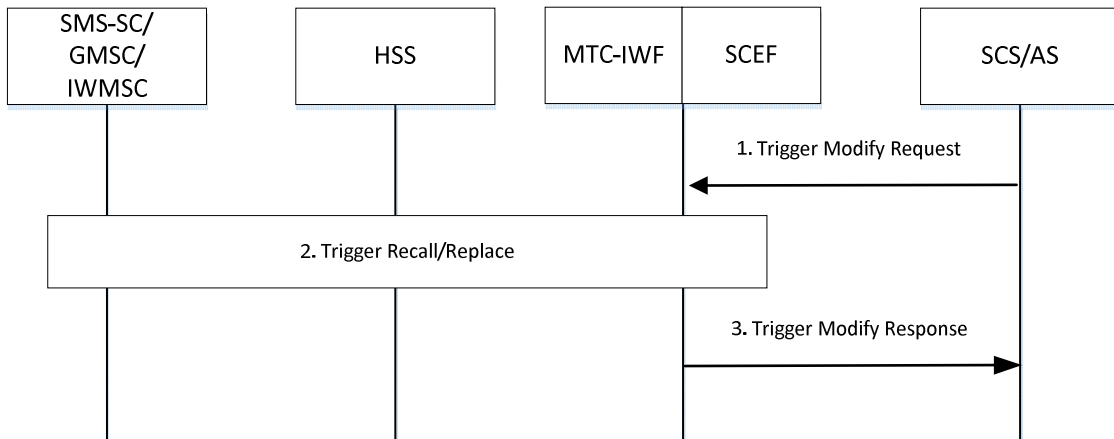 SMS-SC/
GMSC/
IWMSC
HSS
MTC-IWF
SCEF
SCS/AS
1. Trigger Modify Request
2. Trigger Recall/Replace
3. Trigger Modify Response